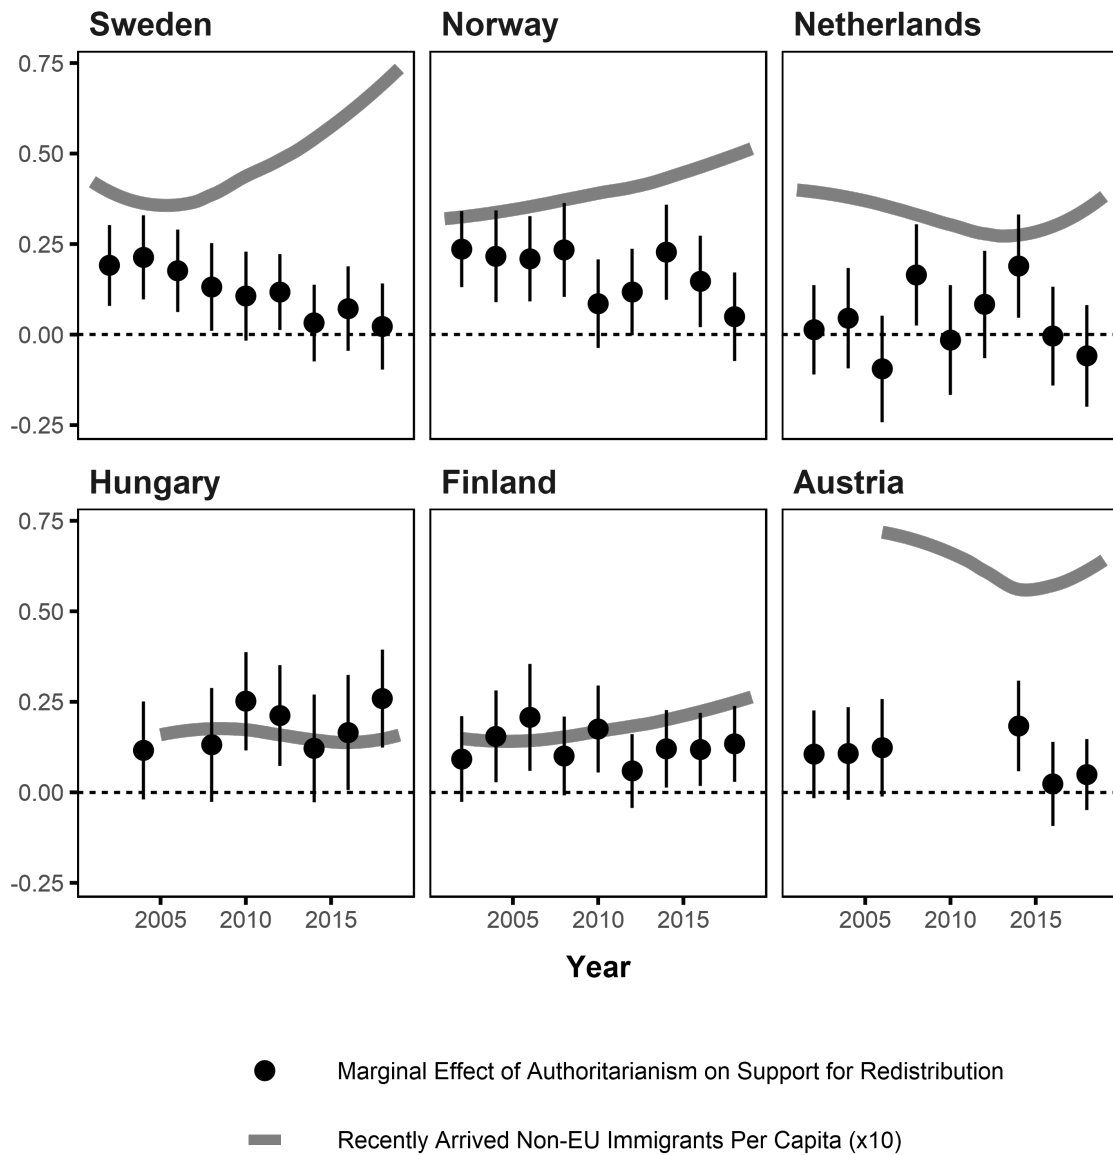 Sweden
Norway
Netherlands
0.75
0.50
0.25
0.00
-0.25
Hungary
Finland
Austria
0.75
0.50
0.25
0.00
-0.25
2005 2010 2015
2005 2010 2015
2005 2010 2015
Year
Marginal Effect of Authoritarianism on Support for Redistribution
Recently Arrived Non-EU Immigrants Per Capita (x10)